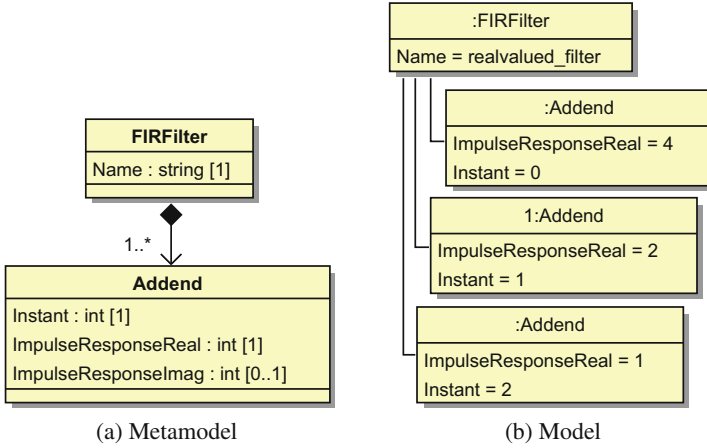 FIRFilter
Name : string [1]
1..*
Addend
Instant : int [1]
ImpulseResponseReal : int [1]
ImpulseResponseImag : int [0..1]
(a) Metamodel
:FIRFilter
Name = realvalued_filter
:Addend
ImpulseResponseReal = 4
Instant = 0
1:Addend
ImpulseResponseReal = 2
Instant = 1
:Addend
ImpulseResponseReal = 1
Instant = 2
(b) Model